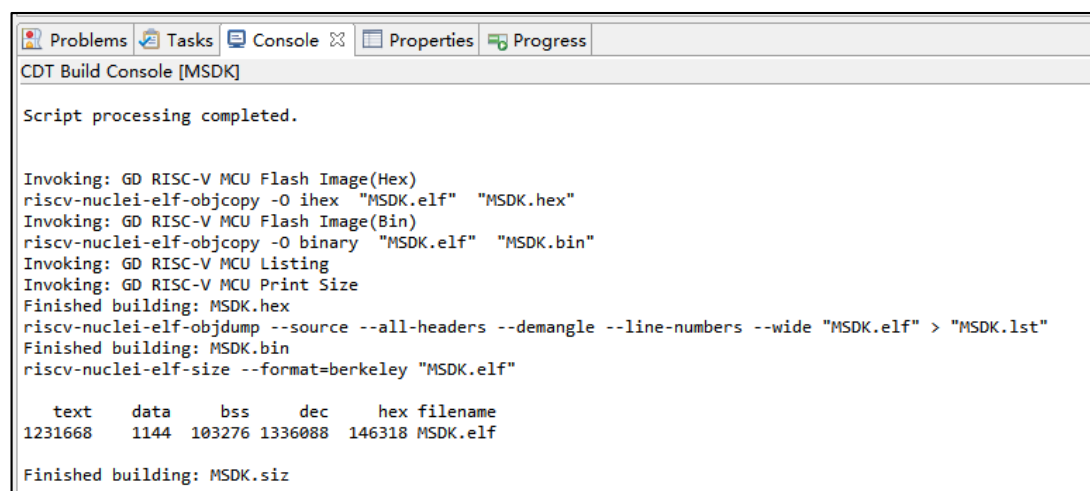 Problems Tasks Console Properties Progress
CDT Build Console [MSDK]
Script processing completed.
Invoking: GD RISC-V MCU Flash Image(Hex)
riscv-nuclei-elf-objcopy -O ihex  "MSDK.elf"  "MSDK.hex"
Invoking: GD RISC-V MCU Flash Image(Bin)
riscv-nuclei-elf-objcopy -O binary  "MSDK.elf"  "MSDK.bin"
Invoking: GD RISC-V MCU Listing
Invoking: GD RISC-V MCU Print Size
Finished building: MSDK.hex
riscv-nuclei-elf-objdump --source --all-headers --demangle --line-numbers --wide "MSDK.elf" > "MSDK.lst"
Finished building: MSDK.bin
riscv-nuclei-elf-size --format=berkeley "MSDK.elf"
   text    data     bss     dec     hex filename
1231668    1144  103276 1336088  146318 MSDK.elf
Finished building: MSDK.siz